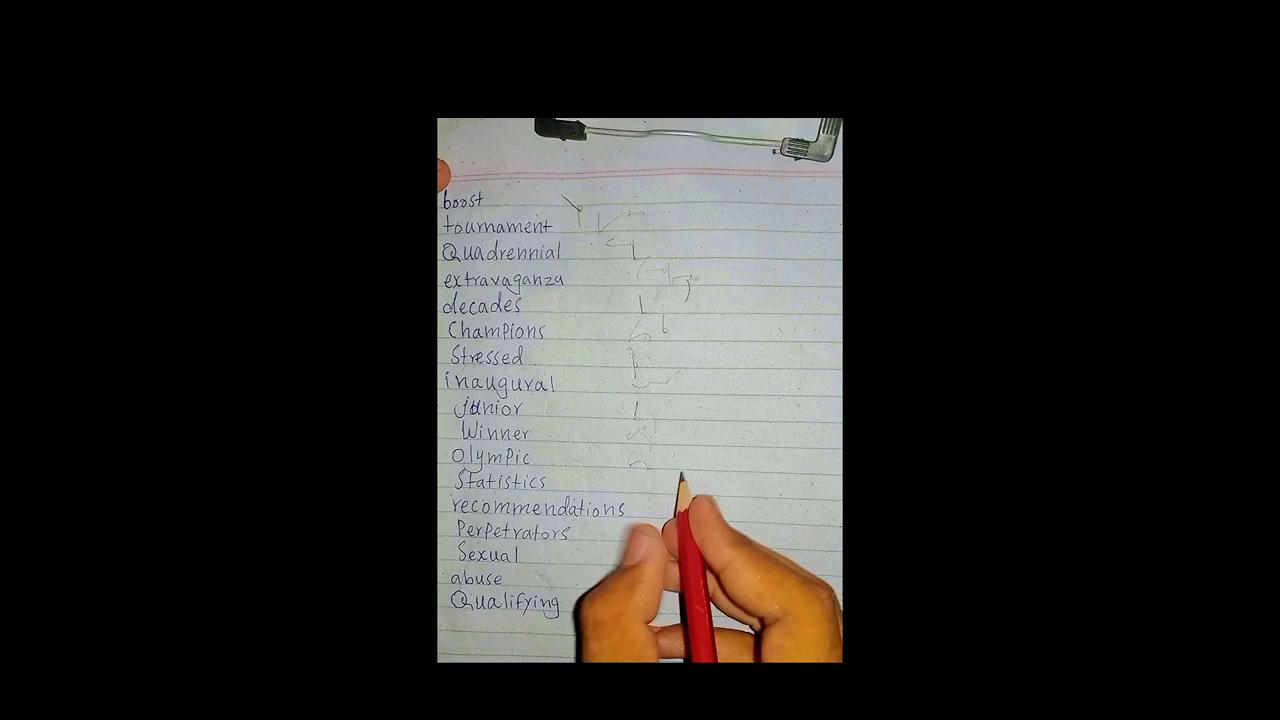 boost
tournament
Quadrennial
extravaganza
decades
Champions
Stressed
inaugural
junior
Winner
Olympic
Statistics
recommendations
Perpetrators
Sexual
abuse
Qualifying